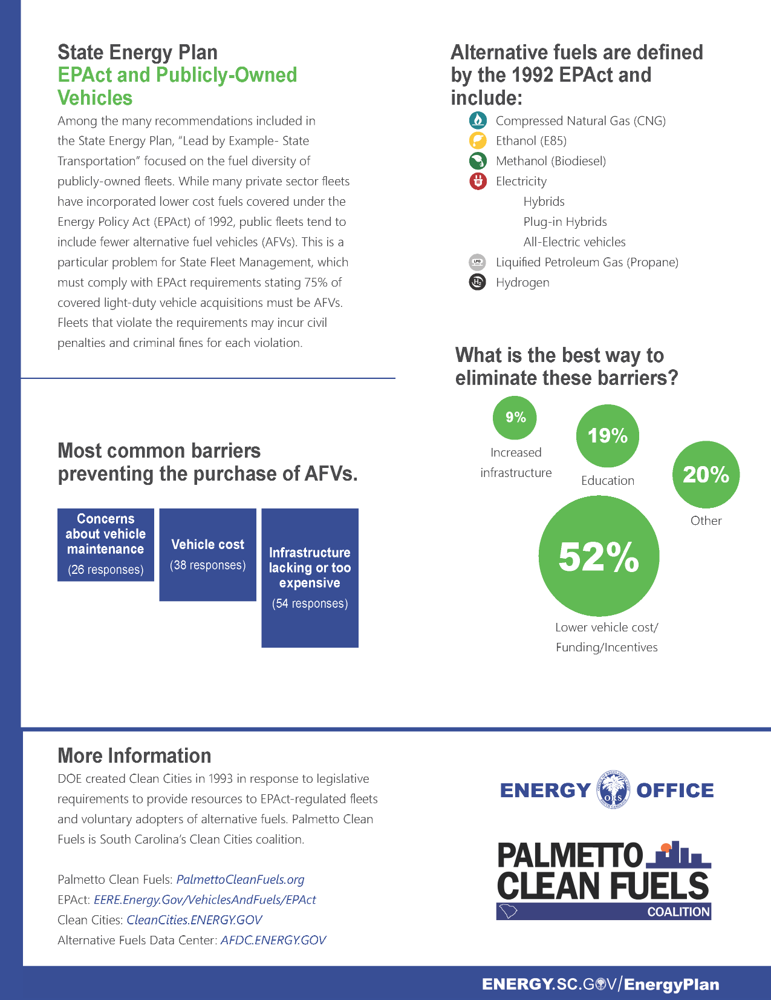 State Energy Plan
EPAct and Publicly-Owned
Vehicles
Among the many recommendations included in
the State Energy Plan, “Lead by Example- State
Transportation” focused on the fuel diversity of
publicly-owned fleets. While many private sector fleets
have incorporated lower cost fuels covered under the
Energy Policy Act (EPAct) of 1992, public fleets tend to
include fewer alternative fuel vehicles (AFVs). This is a
particular problem for State Fleet Management, which
must comply with EPAct requirements stating 75% of
covered light-duty vehicle acquisitions must be AFVs.
Fleets that violate the requirements may incur civil
penalties and criminal fines for each violation.
Alternative fuels are defined
by the 1992 EPAct and
include:
Compressed Natural Gas (CNG)
Ethanol (E85)
Methanol (Biodiesel)
Electricity
Hybrids
Plug-in Hybrids
All-Electric vehicles
LPG
Liquified Petroleum Gas (Propane)
H2
Hydrogen
Most common barriers
preventing the purchase of AFVs.
Concerns
about vehicle
maintenance
(26 responses)
Vehicle cost
(38 responses)
Infrastructure
lacking or too
expensive
(54 responses)
What is the best way to
eliminate these barriers?
9%
Increased
infrastructure
19%
Education
20%
Other
52%
Lower vehicle cost/
Funding/Incentives
More Information
DOE created Clean Cities in 1993 in response to legislative
requirements to provide resources to EPAct-regulated fleets
and voluntary adopters of alternative fuels. Palmetto Clean
Fuels is South Carolina’s Clean Cities coalition.
Palmetto Clean Fuels: PalmettoCleanFuels.org
EPAct: EERE.Energy.Gov/VehiclesAndFuels/EPAct
Clean Cities: CleanCities.ENERGY.GOV
Alternative Fuels Data Center: AFDC.ENERGY.GOV
ENERGY OFFICE
OFFICE OF REGULATORY STAFF
ORS
SOUTH CAROLINA
PALMETTO
CLEAN FUELS
COALITION
ENERGY.SC.GOV/EnergyPlan